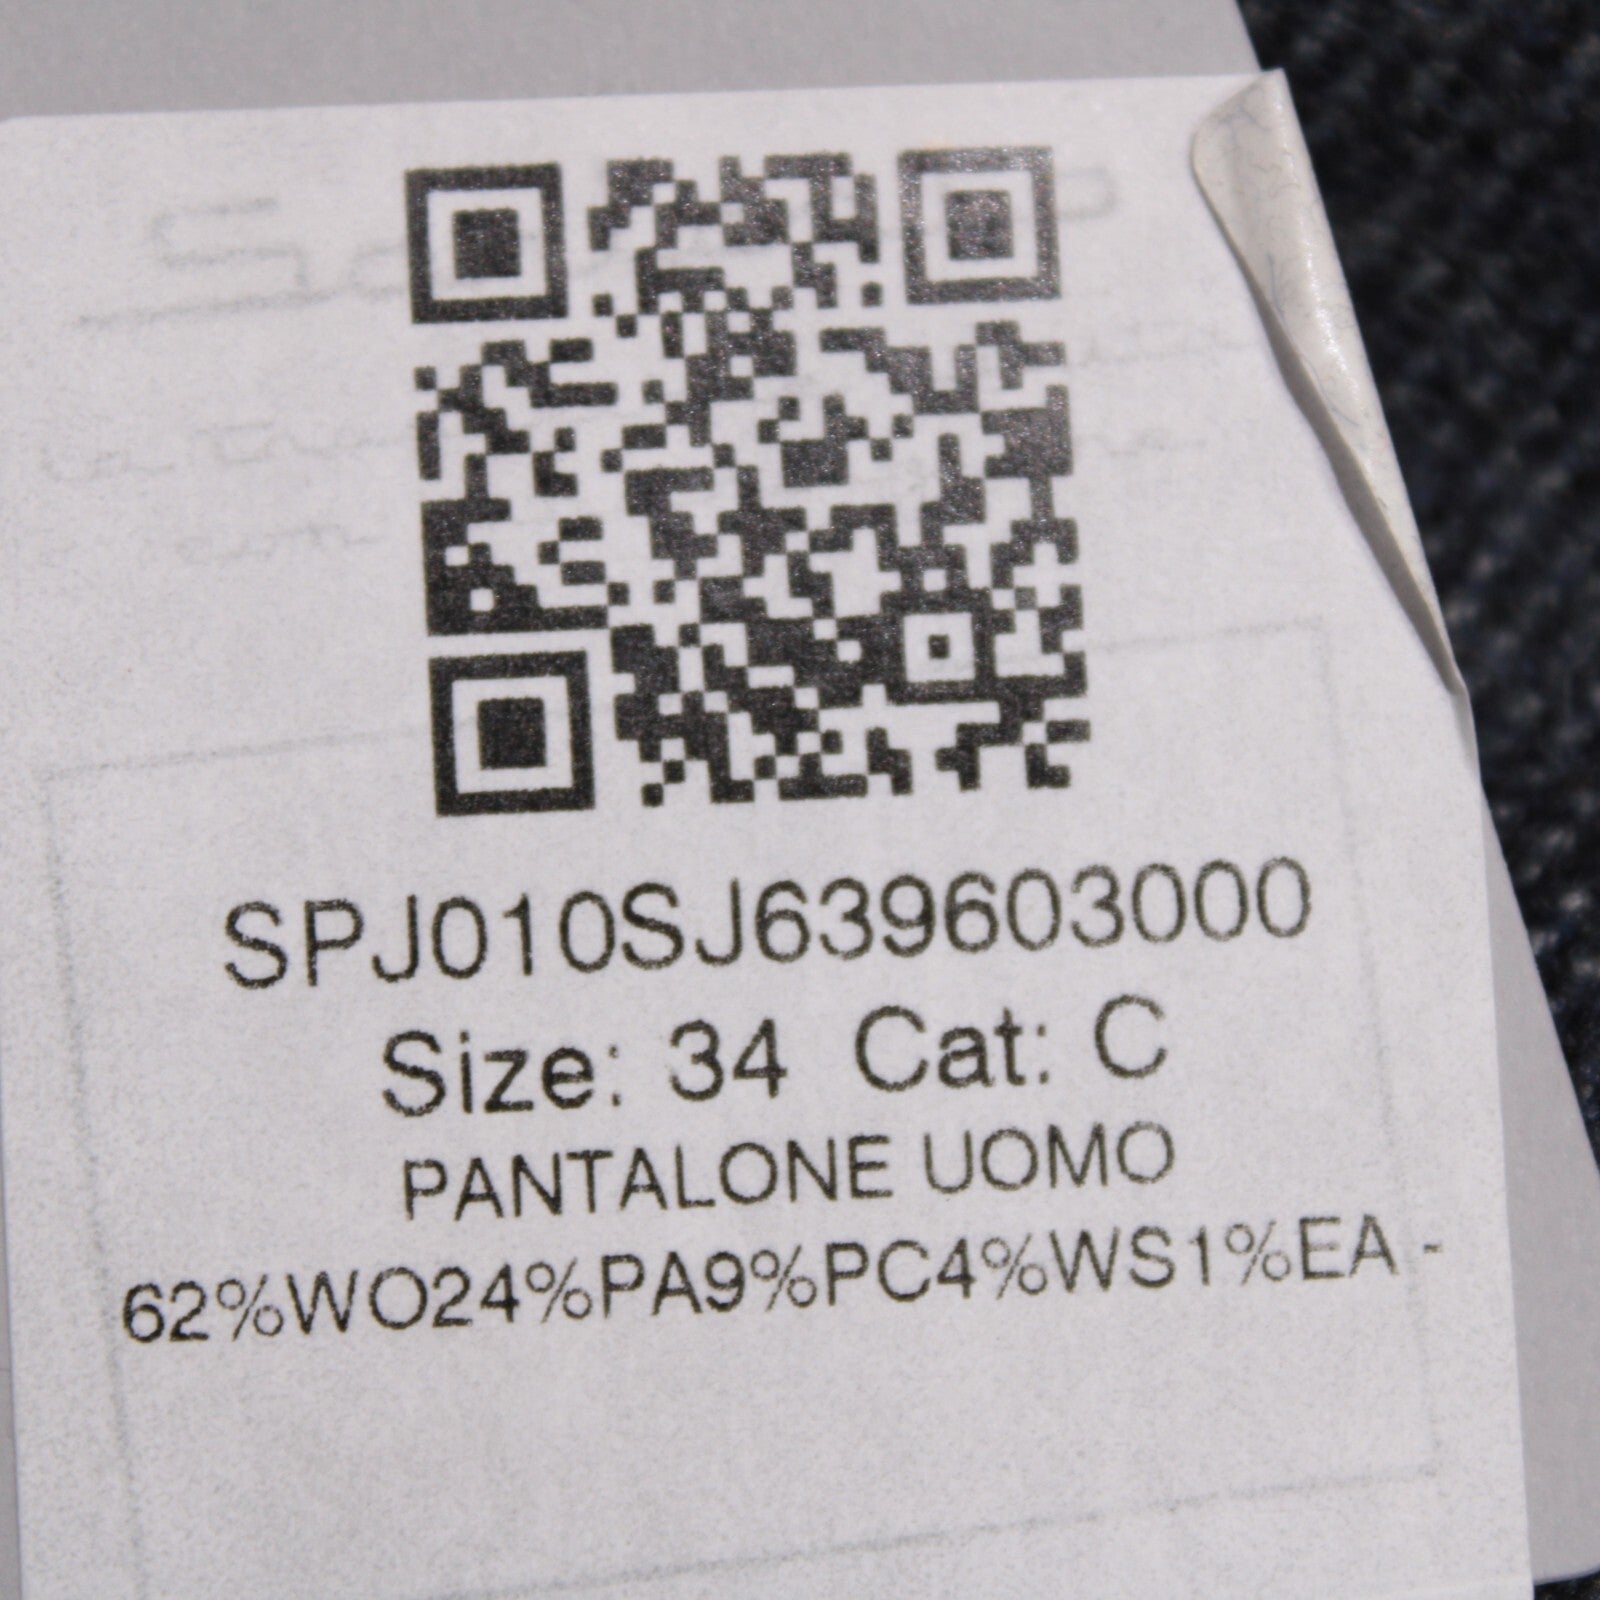 SPJ010SJ639603000
Size: 34 Cat: C
PANTALONE UOMO
62%WO24%PA9%PC4%WS1%EA -